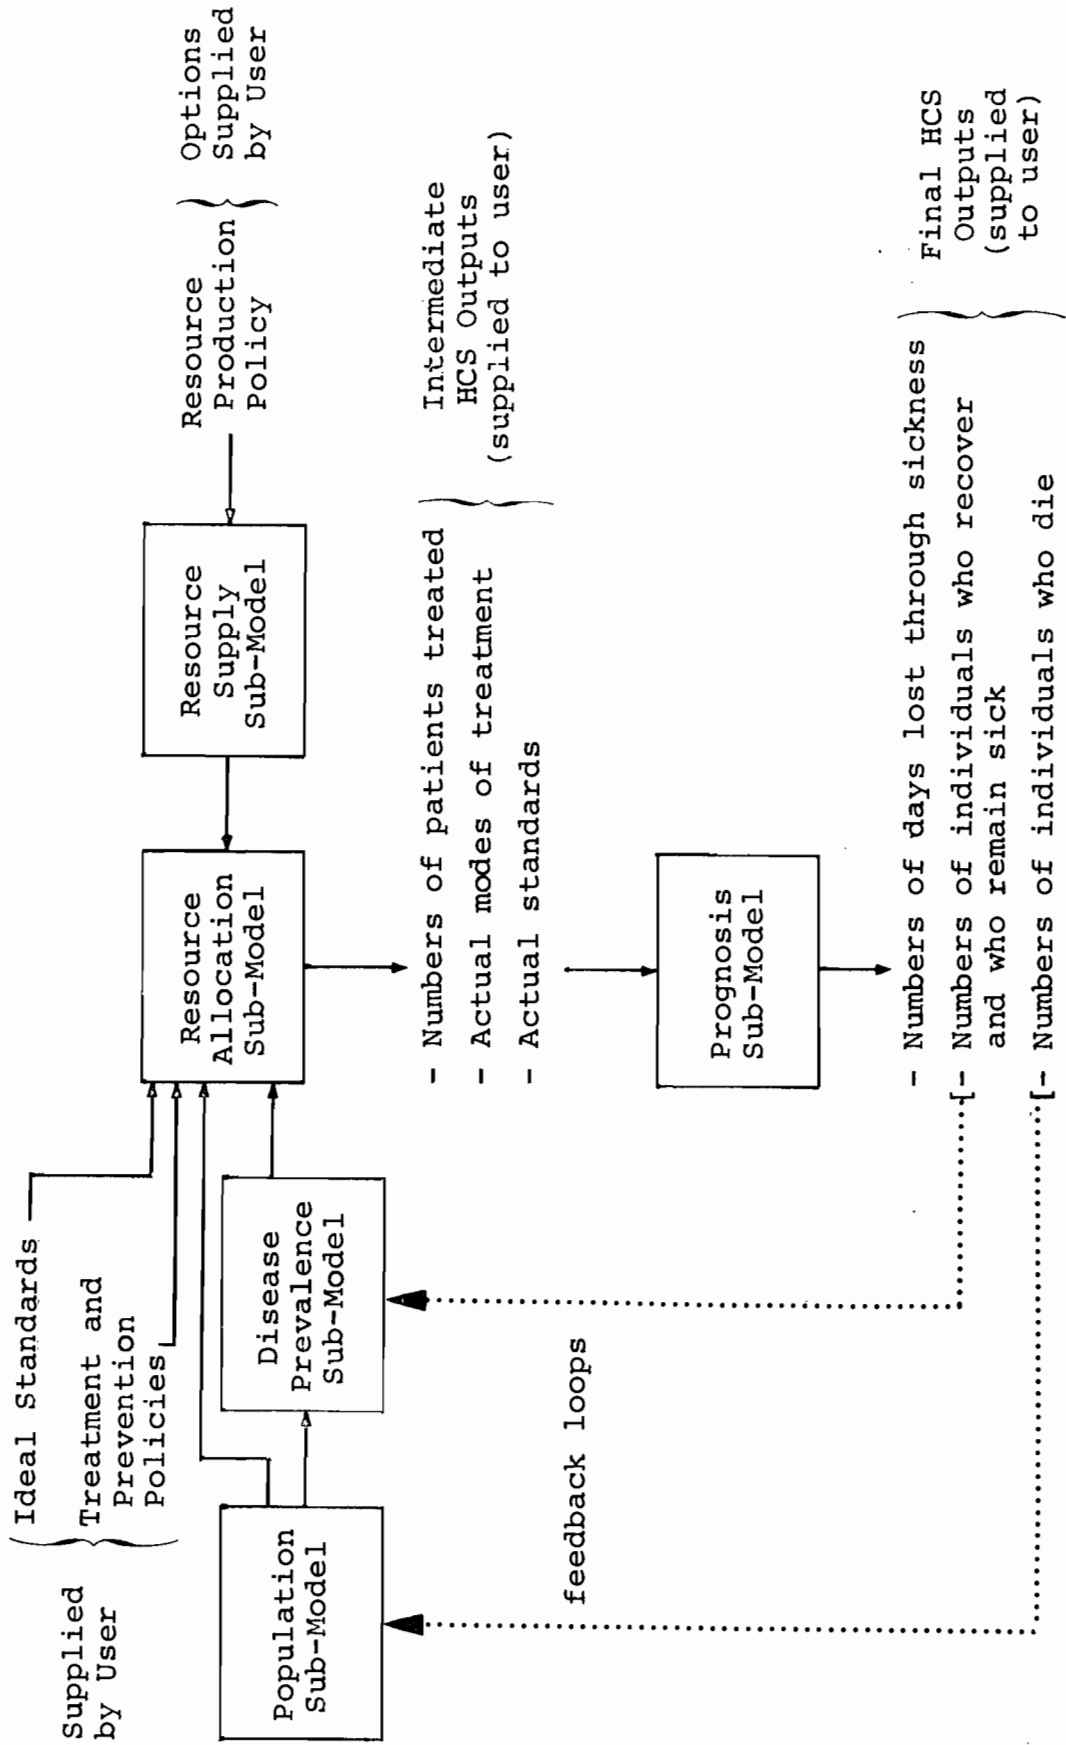 Supplied
by User
Ideal Standards
Treatment and
Prevention
Policies
Population
Sub-Model
Disease
Prevalence
Sub-Model
Resource
Allocation
Sub-Model
Resource
Supply
Sub-Model
Resource
Production
Policy
Options
Supplied
by User
- Numbers of patients treated
- Actual modes of treatment
- Actual standards
Intermediate
HCS Outputs
(supplied to user)
feedback loops
Prognosis
Sub-Model
- Numbers of days lost through sickness
- Numbers of individuals who recover
and who remain sick
- Numbers of individuals who die
Final HCS
Outputs
(supplied
to user)